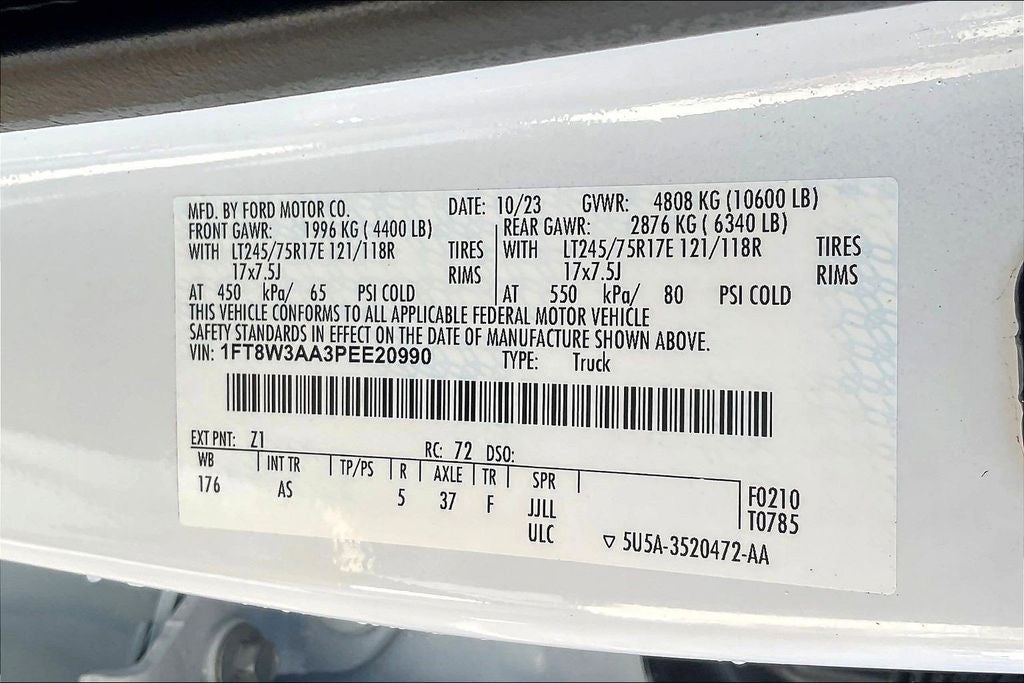 MFD. BY FORD MOTOR CO. DATE: 10/23 GVWR: 4808 KG (10600 LB)
FRONT GAWR: 1996 KG ( 4400 LB) REAR GAWR: 2876 KG ( 6340 LB)
WITH LT245/75R17E 121/118R TIRES WITH LT245/75R17E 121/118R TIRES
17x7.5J RIMS 17x7.5J RIMS
AT 450 kPa/ 65 PSI COLD AT 550 kPa/ 80 PSI COLD
THIS VEHICLE CONFORMS TO ALL APPLICABLE FEDERAL MOTOR VEHICLE
SAFETY STANDARDS IN EFFECT ON THE DATE OF MANUFACTURE SHOWN ABOVE.
VIN: 1FT8W3AA3PEE20990 TYPE: Truck
EXT PNT: Z1 RC: 72 DSO:
WB INT TR TP/PS R AXLE TR SPR
176 AS 5 37 F JJLL F0210
ULC T0785
▽ 5U5A-3520472-AA